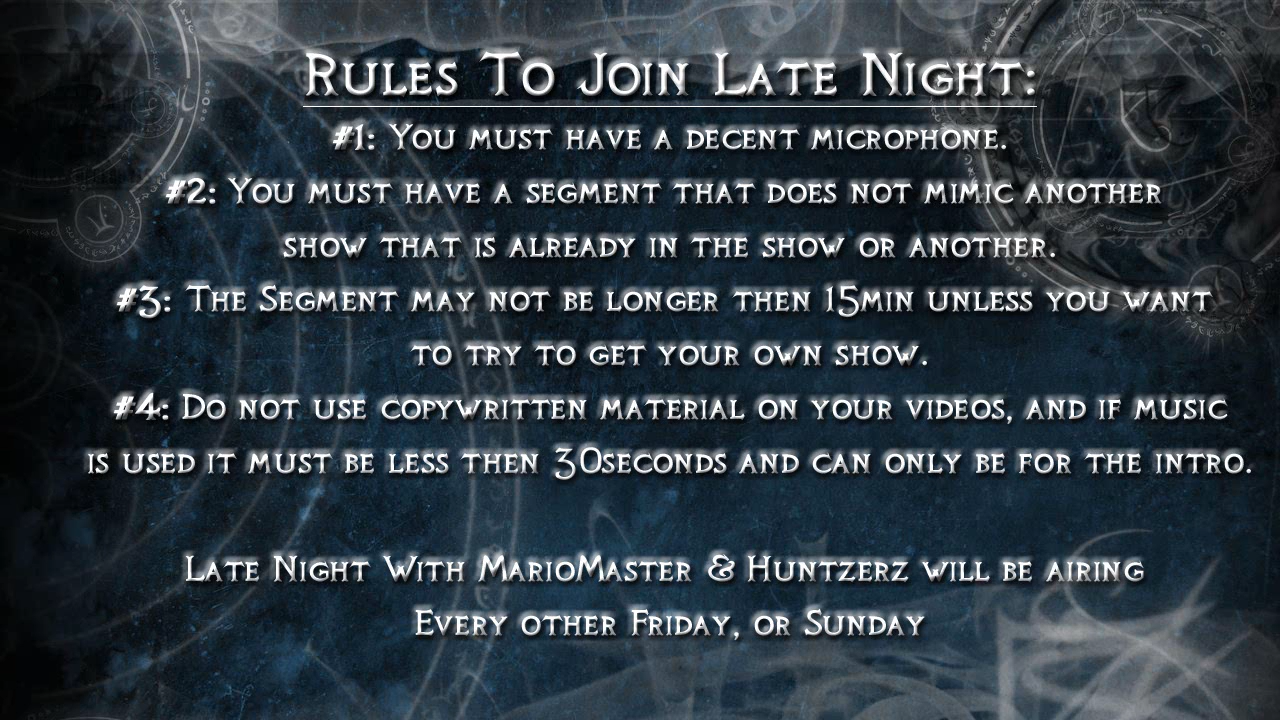 Rules To Join Late Night:
#1: You must have a decent microphone.
#2: You must have a segment that does not mimic another
show that is already in the show or another.
#3: The Segment may not be longer then 15min unless you want
to try to get your own show.
#4: Do not use copywritten material on your videos, and if music
is used it must be less then 30seconds and can only be for the intro.
Late Night With MarioMaster & Huntzerz will be airing
Every other Friday, or Sunday